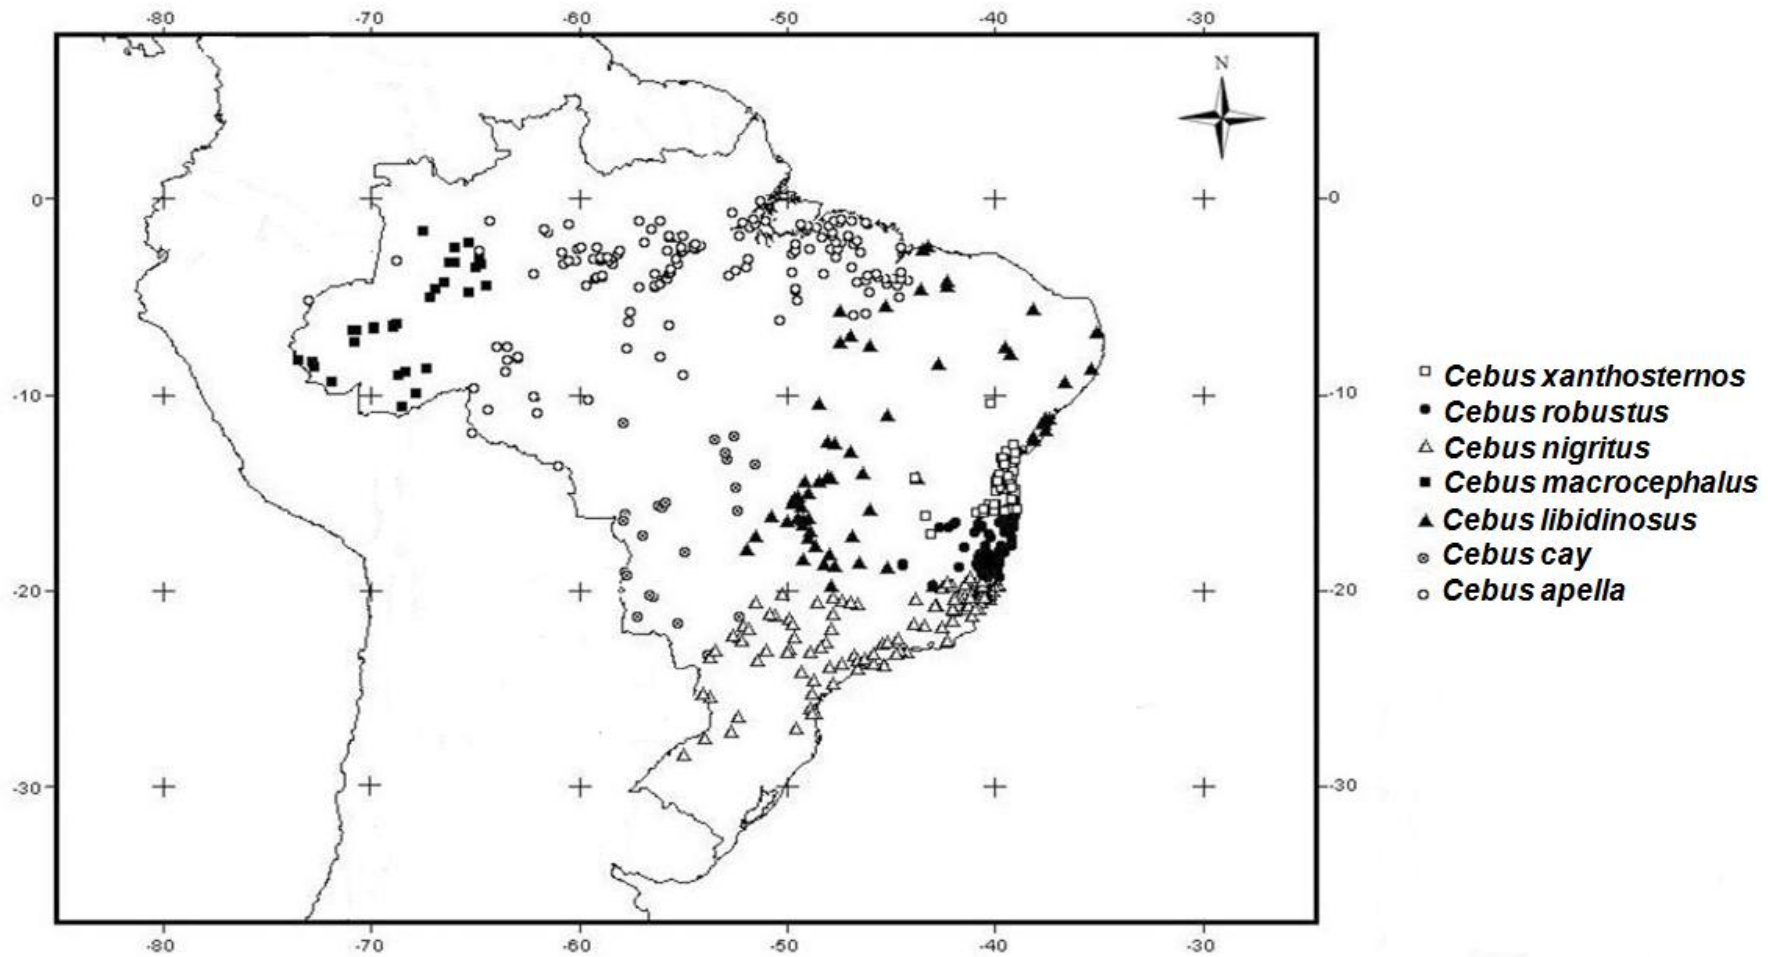 -80 -70 -60 -50 -40 -30
N
0 0
-10 -10
-20 -20
-30 -30
-80 -70 -60 -50 -40 -30
Cebus xanthosternos
Cebus robustus
Cebus nigritus
Cebus macrocephalus
Cebus libidinosus
Cebus cay
Cebus apella